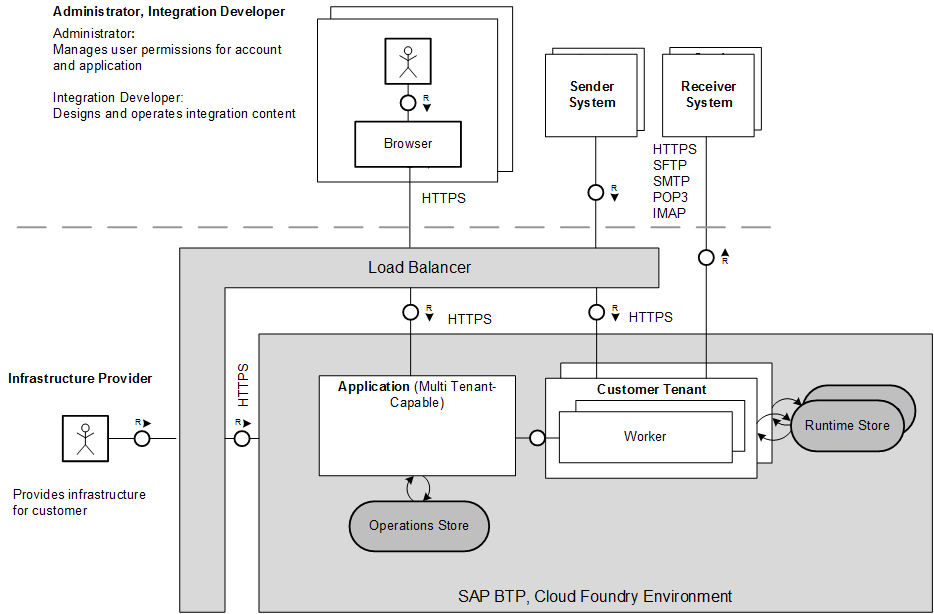 Administrator, Integration Developer
Administrator:
Manages user permissions for account
and application
Integration Developer:
Designs and operates integration content
R
Browser
HTTPS
Sender
System
R
Receiver
System
HTTPS
SFTP
SMTP
POP3
IMAP
R
Load Balancer
R
HTTPS
R
HTTPS
Infrastructure Provider
R
Provides infrastructure
for customer
HTTPS
R
Application (Multi Tenant-
Capable)
Customer Tenant
Worker
Runtime Store
Operations Store
SAP BTP, Cloud Foundry Environment